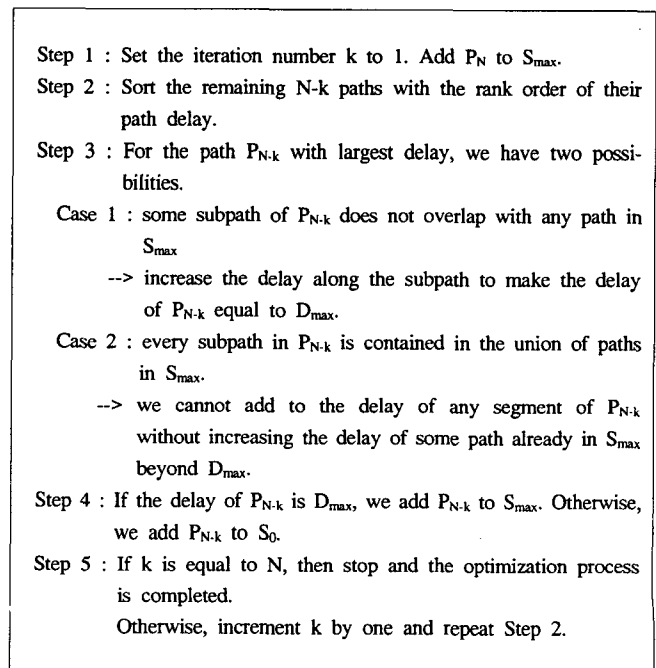 Step 1 : Set the iteration number k to 1. Add P_N to S_max.
Step 2 : Sort the remaining N-k paths with the rank order of their
path delay.
Step 3 : For the path P_N-k with largest delay, we have two possi-
bilities.
Case 1 : some subpath of P_N-k does not overlap with any path in
S_max
--> increase the delay along the subpath to make the delay
of P_N-k equal to D_max.
Case 2 : every subpath in P_N-k is contained in the union of paths
in S_max.
--> we cannot add to the delay of any segment of P_N-k
without increasing the delay of some path already in S_max
beyond D_max.
Step 4 : If the delay of P_N-k is D_max, we add P_N-k to S_max. Otherwise,
we add P_N-k to S_0.
Step 5 : If k is equal to N, then stop and the optimization process
is completed.
Otherwise, increment k by one and repeat Step 2.